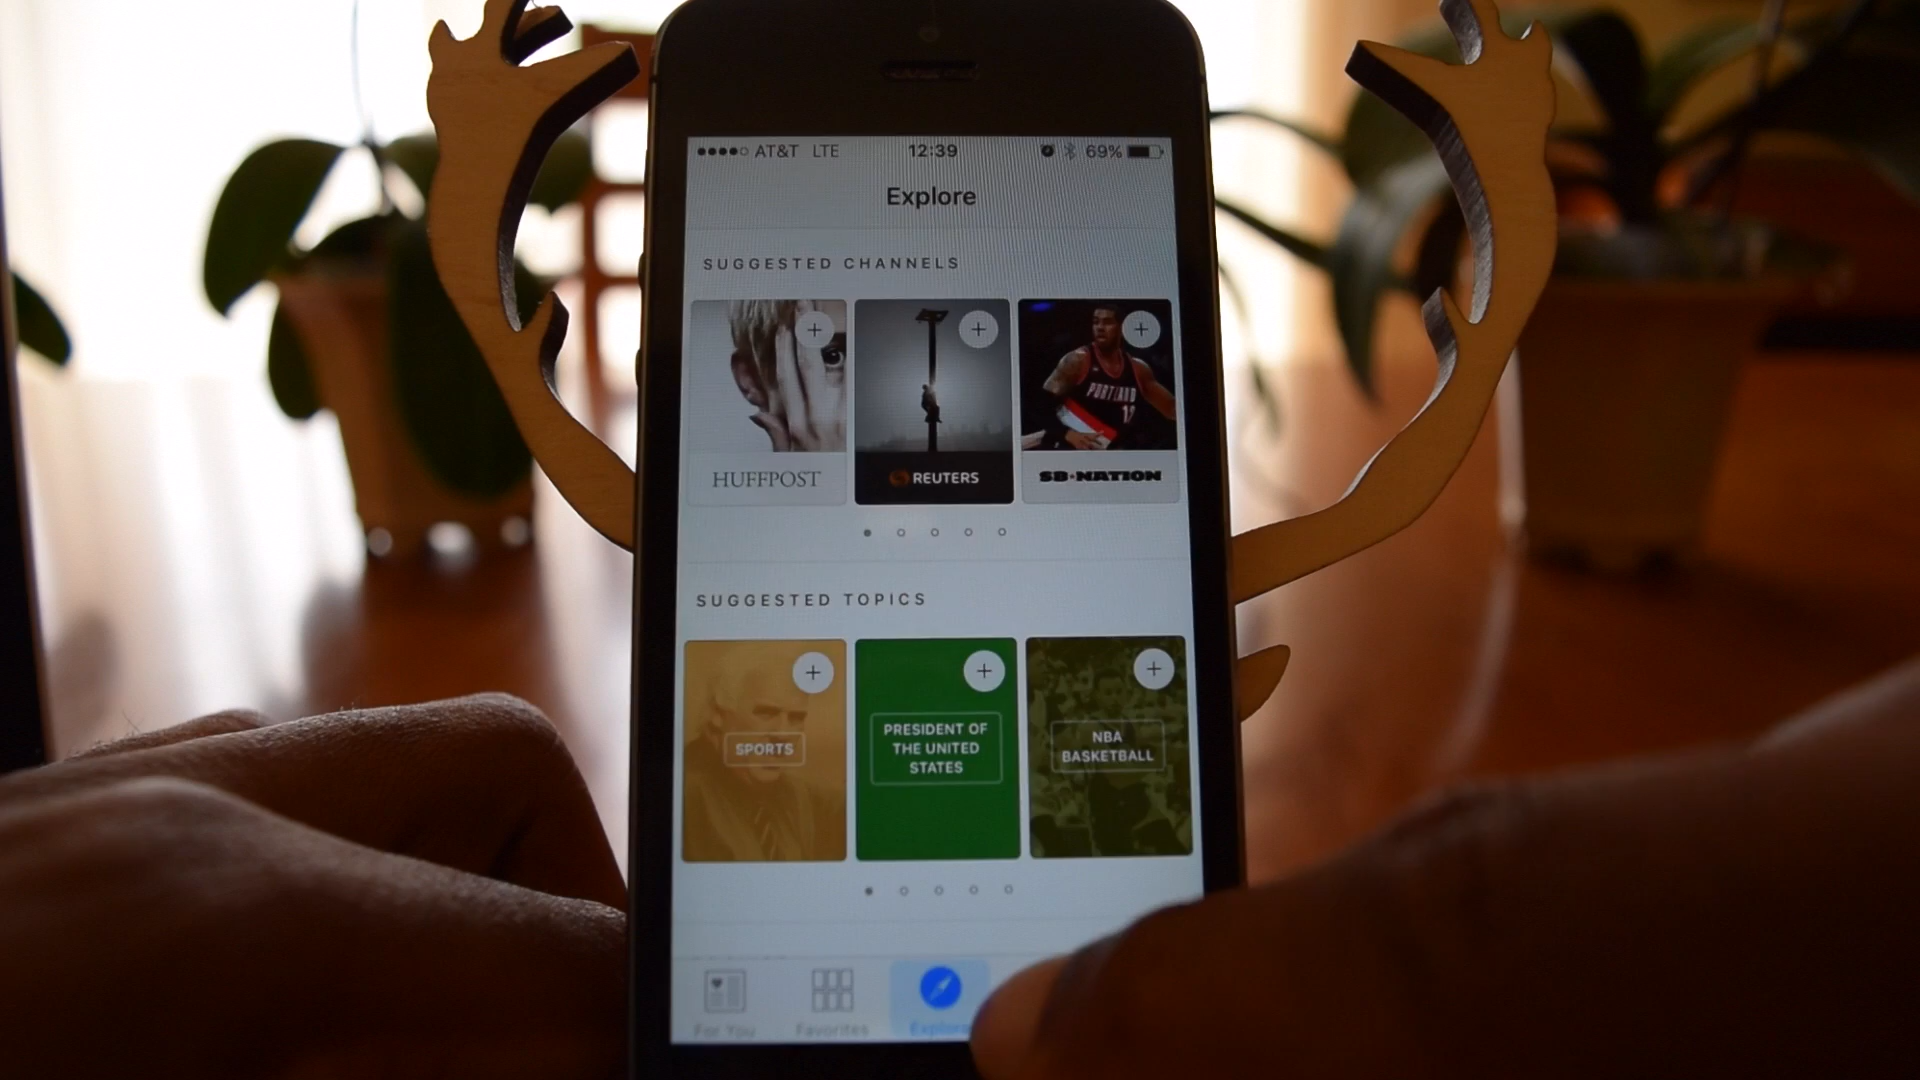 AT&T LTE 12:39 69%
Explore
SUGGESTED CHANNELS
HUFFPOST
REUTERS
PORTLAND
SB NATION
SUGGESTED TOPICS
SPORTS
PRESIDENT OF
THE UNITED
STATES
NBA
BASKETBALL
For You
Favorites
Explore